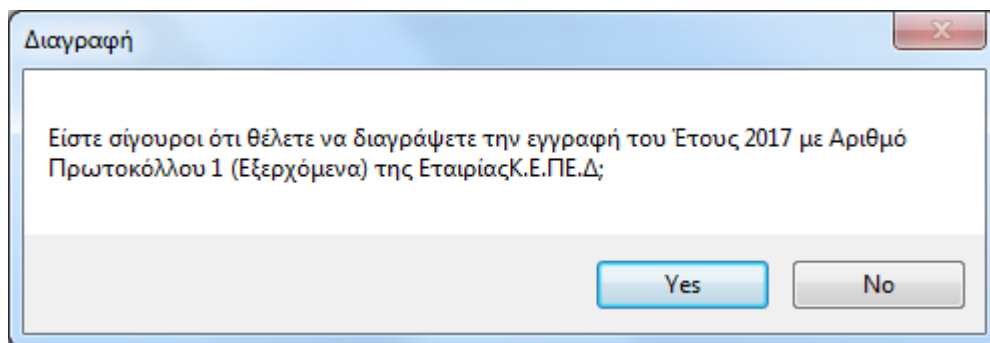 Διαγραφή
Είστε σίγουροι ότι θέλετε να διαγράψετε την εγγραφή του Έτους 2017 με Αριθμό
Πρωτοκόλλου 1 (Εξερχόμενα) της ΕταιρίαςΚ.Ε.ΠΕ.Δ;
Yes
No